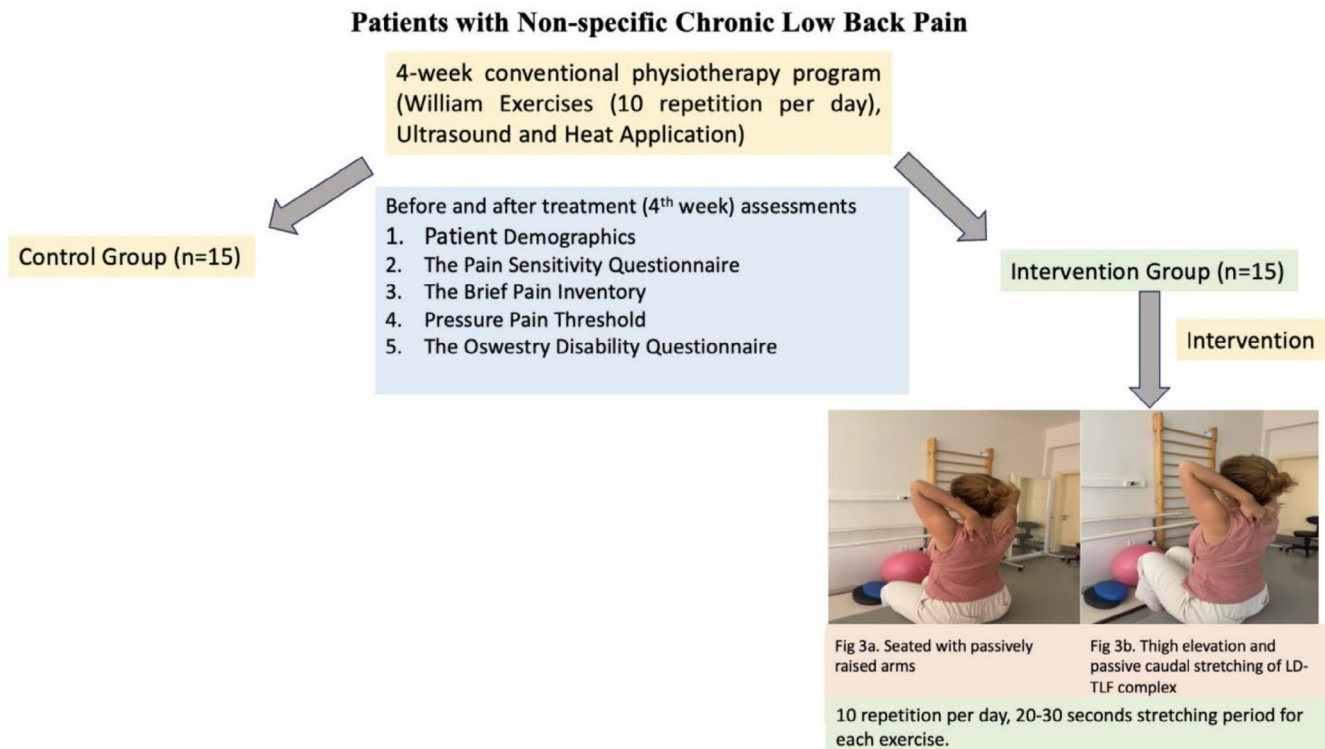 Patients with Non-specific Chronic Low Back Pain
4-week conventional physiotherapy program
(William Exercises (10 repetition per day),
Ultrasound and Heat Application)
Before and after treatment (4th week) assessments
1. Patient Demographics
2. The Pain Sensitivity Questionnaire
3. The Brief Pain Inventory
4. Pressure Pain Threshold
5. The Oswestry Disability Questionnaire
Control Group (n=15)
Intervention Group (n=15)
Intervention
Fig 3a. Seated with passively
raised arms
Fig 3b. Thigh elevation and
passive caudal stretching of LD-
TLF complex
10 repetition per day, 20-30 seconds stretching period for
each exercise.